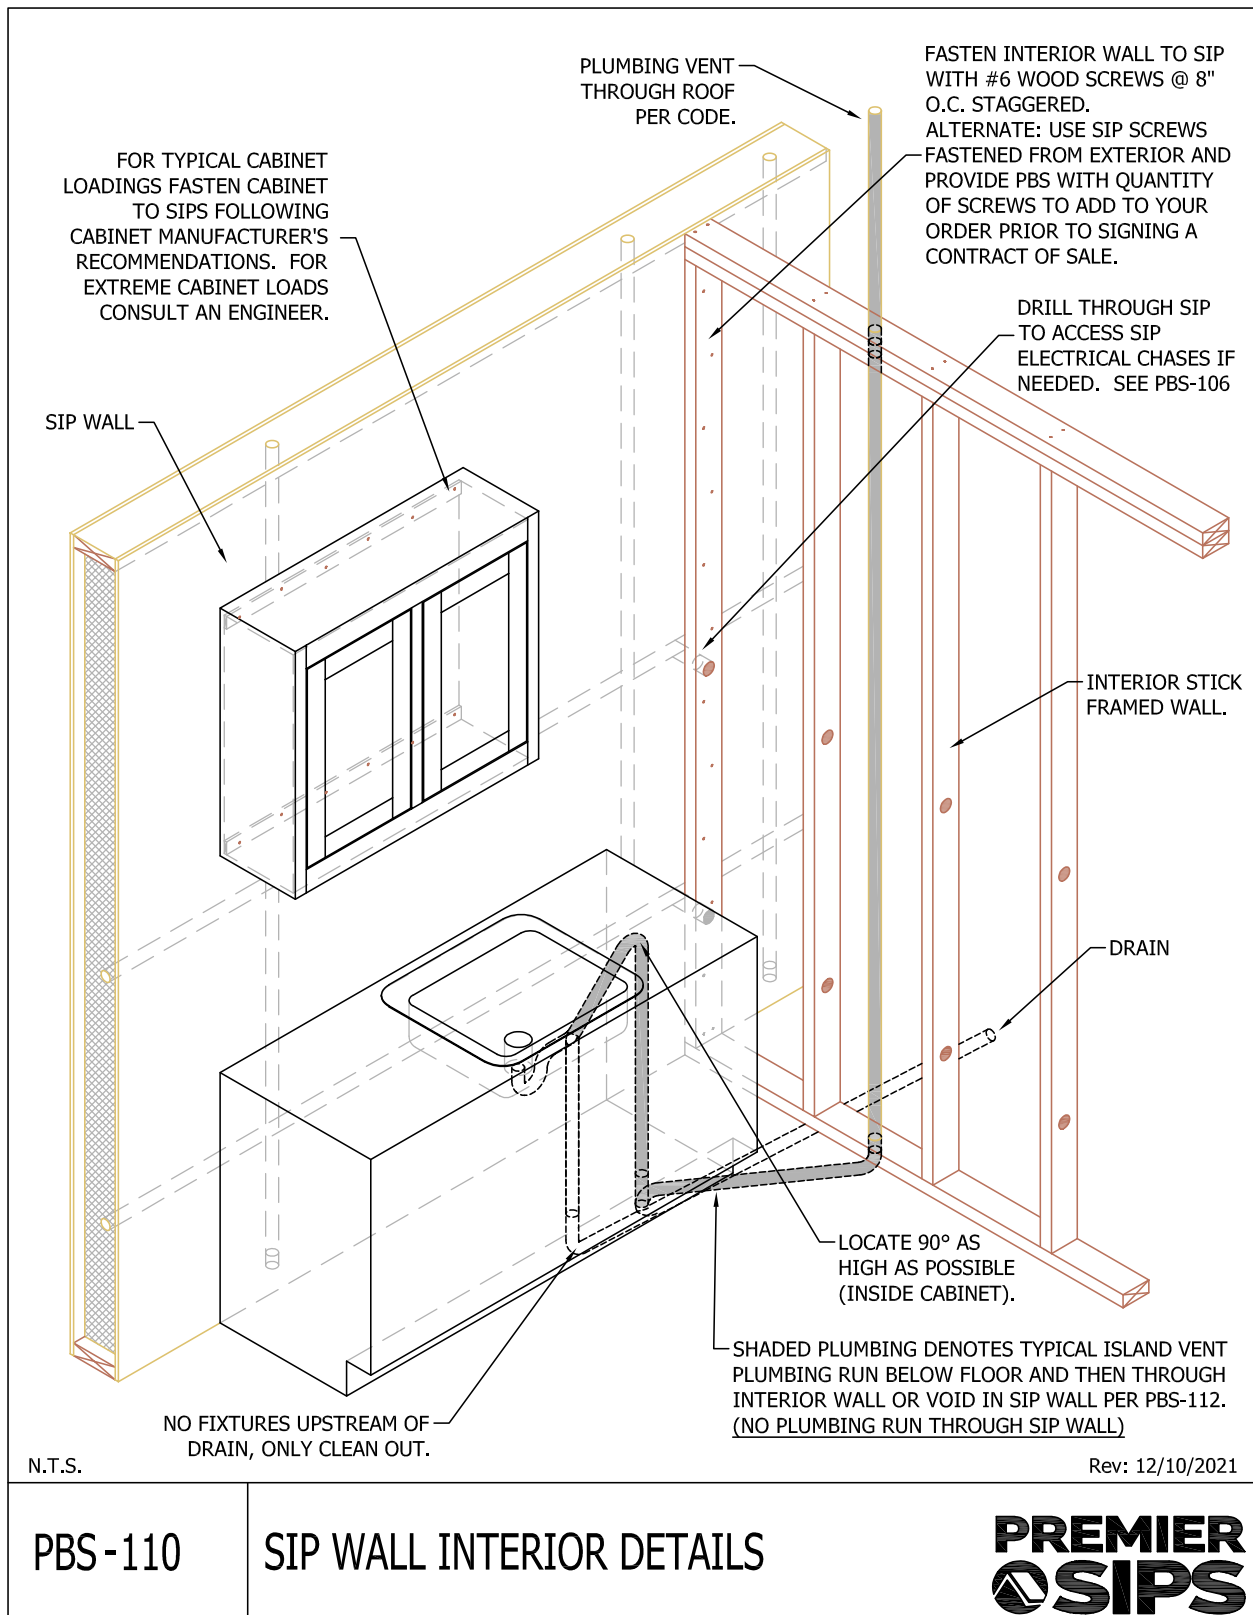 PLUMBING VENT
THROUGH ROOF
PER CODE.
FASTEN INTERIOR WALL TO SIP
WITH #6 WOOD SCREWS @ 8"
O.C. STAGGERED.
ALTERNATE: USE SIP SCREWS
FASTENED FROM EXTERIOR AND
PROVIDE PBS WITH QUANTITY
OF SCREWS TO ADD TO YOUR
ORDER PRIOR TO SIGNING A
CONTRACT OF SALE.
FOR TYPICAL CABINET
LOADINGS FASTEN CABINET
TO SIPS FOLLOWING
CABINET MANUFACTURER'S
RECOMMENDATIONS. FOR
EXTREME CABINET LOADS
CONSULT AN ENGINEER.
DRILL THROUGH SIP
TO ACCESS SIP
ELECTRICAL CHASES IF
NEEDED. SEE PBS-106
SIP WALL
INTERIOR STICK
FRAMED WALL.
DRAIN
LOCATE 90° AS
HIGH AS POSSIBLE
(INSIDE CABINET).
SHADED PLUMBING DENOTES TYPICAL ISLAND VENT
PLUMBING RUN BELOW FLOOR AND THEN THROUGH
INTERIOR WALL OR VOID IN SIP WALL PER PBS-112.
(NO PLUMBING RUN THROUGH SIP WALL)
NO FIXTURES UPSTREAM OF
DRAIN, ONLY CLEAN OUT.
N.T.S.
Rev: 12/10/2021
PBS-110
SIP WALL INTERIOR DETAILS
PREMIER
SIPS